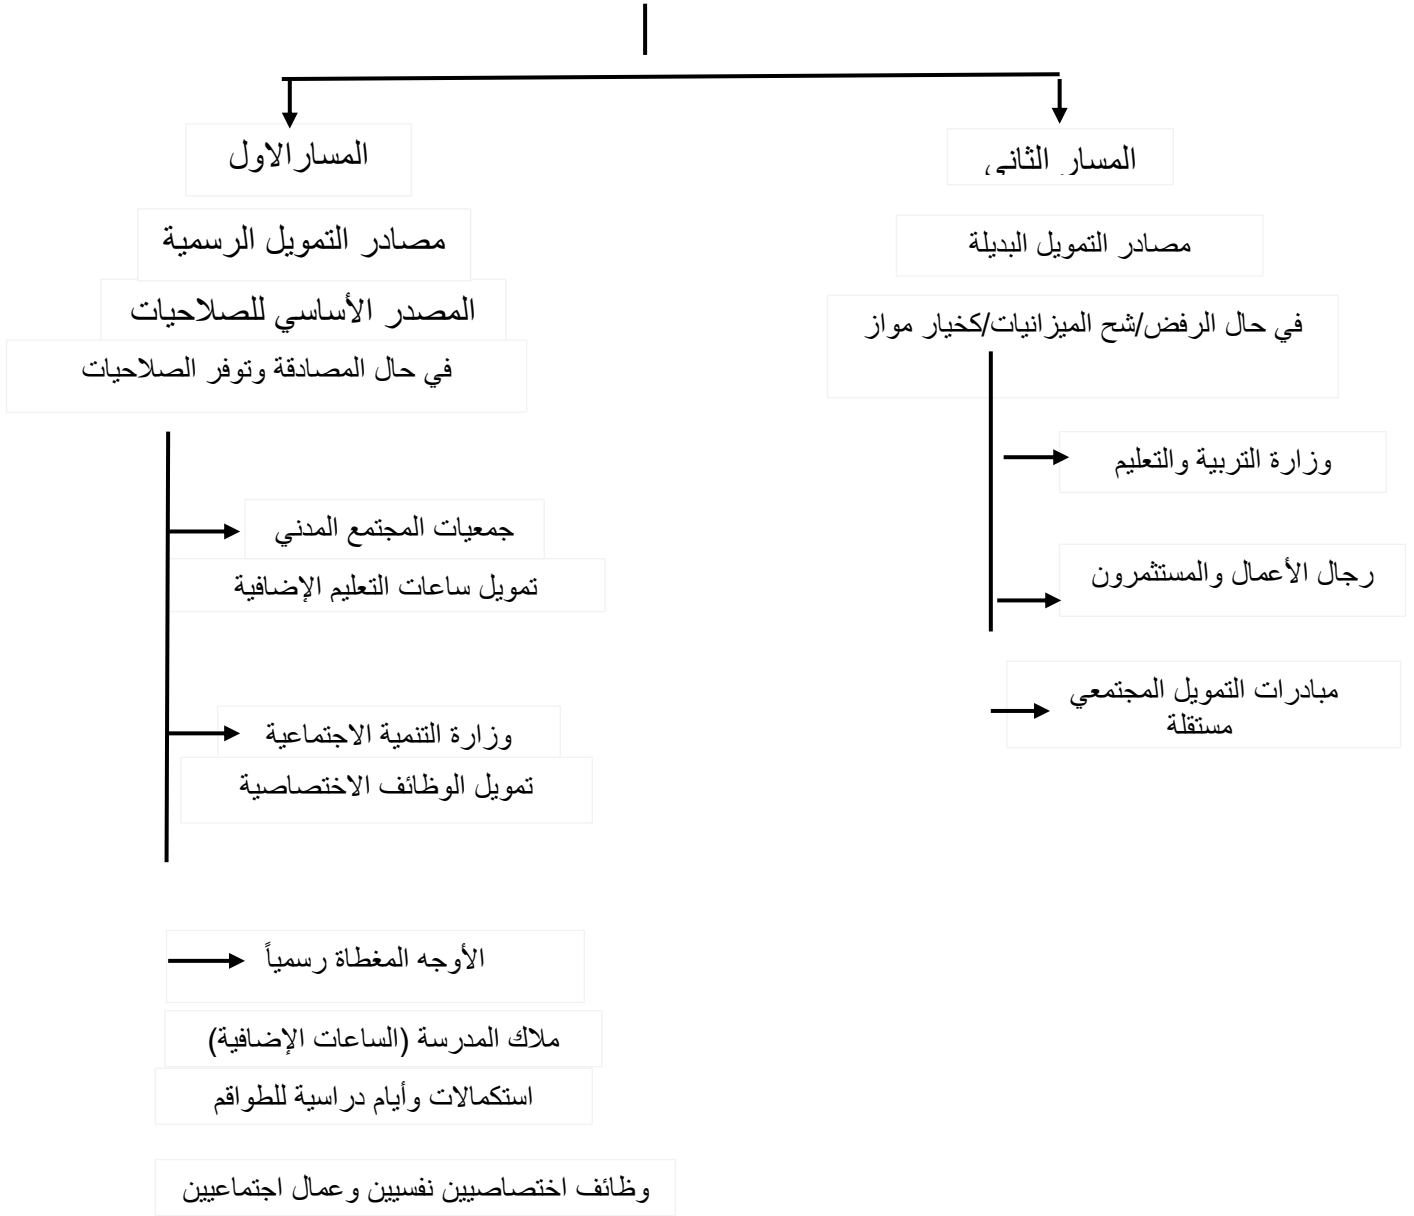 المسار الاول
مصادر التمويل الرسمية
المصدر الأساسي للصلاحيات
في حال المصادقة وتوفر الصلاحيات
جمعيات المجتمع المدني
تمويل ساعات التعليم الإضافية
وزارة التنمية الاجتماعية
تمويل الوظائف الاختصاصية
الأوجه المغطاة رسمياً
ملاك المدرسة (الساعات الإضافية)
استكمالات وأيام دراسية للطواقم
وظائف اختصاصيين نفسيين وعمال اجتماعيين
المسار الثاني
مصادر التمويل البديلة
في حال الرفض/شح الميزانيات/كخيار مواز
وزارة التربية والتعليم
رجال الأعمال والمستثمرون
مبادرات التمويل المجتمعي
مستقلة